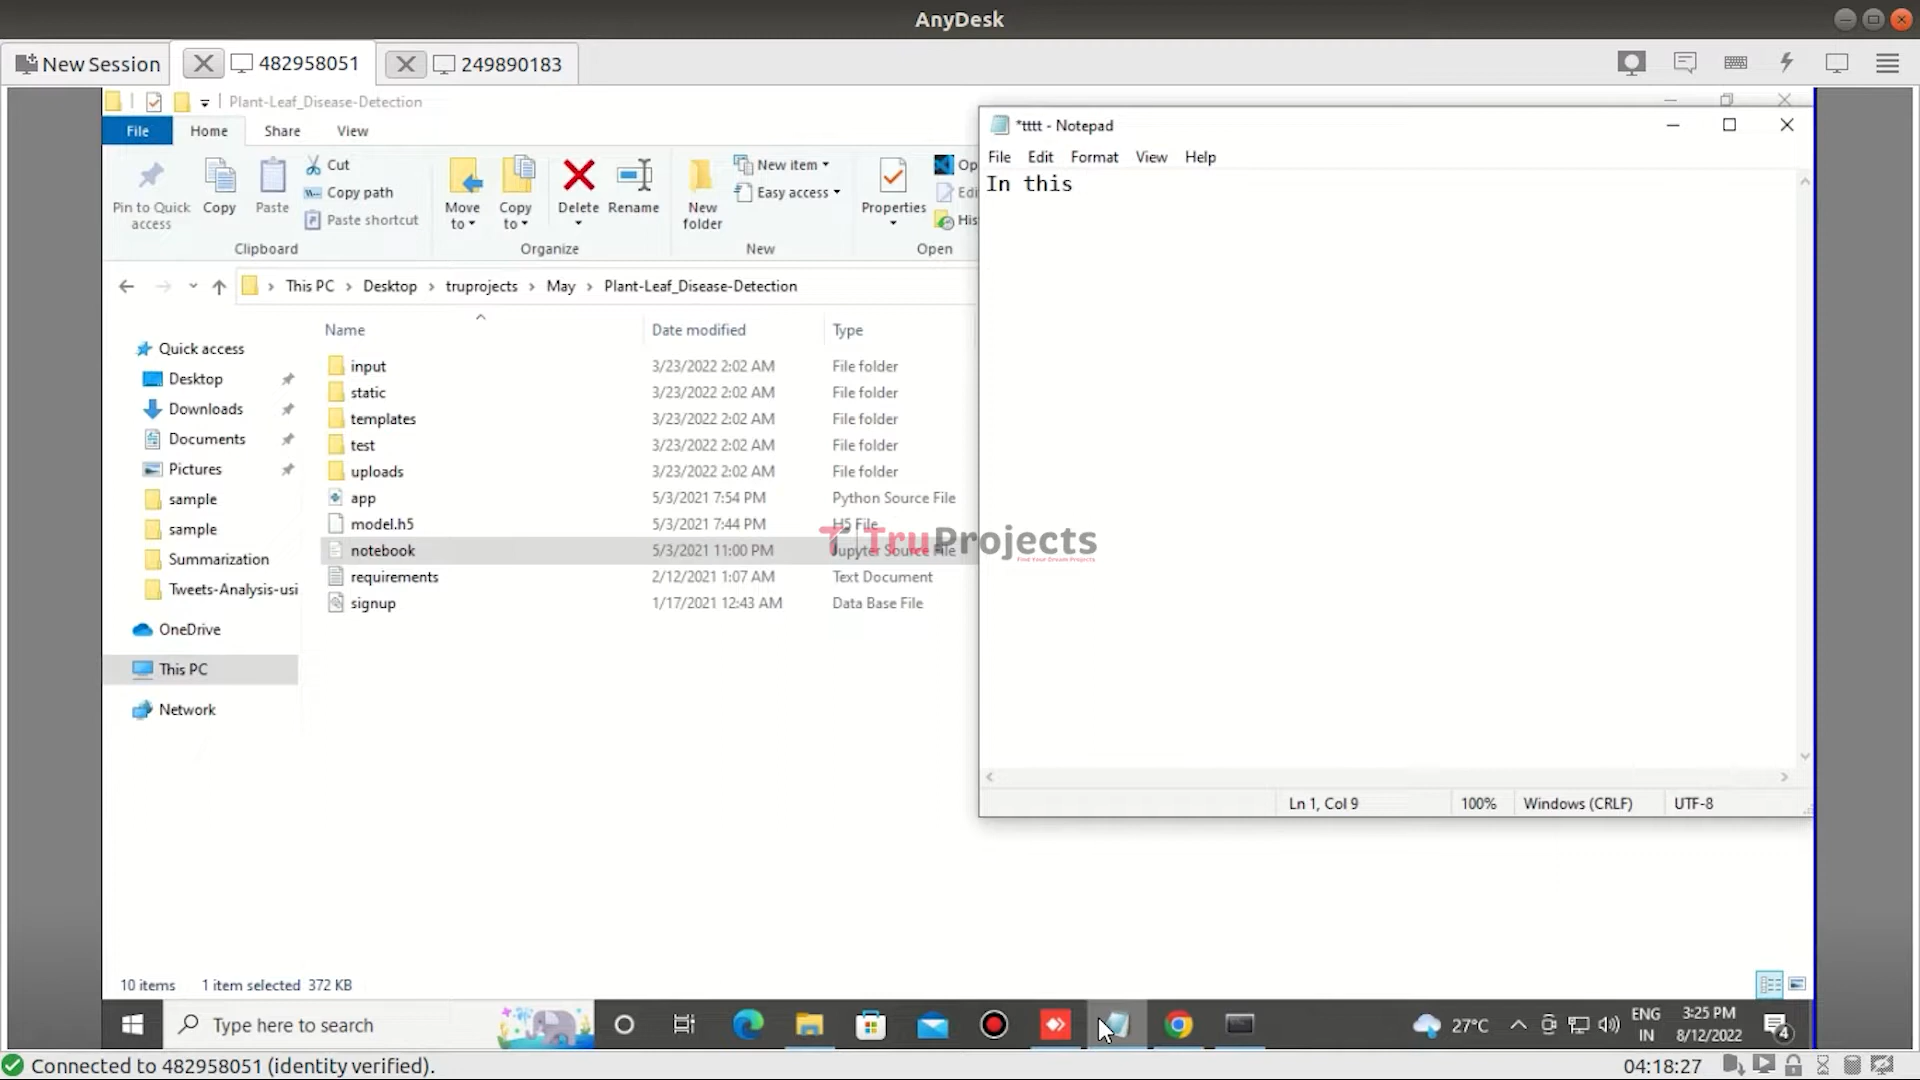 AnyDesk
New Session
482958051
249890183
Plant-Leaf_Disease-Detection
File
Home
Share
View
Pin to Quick access
Copy
Paste
Cut
Copy path
Paste shortcut
Clipboard
Move to
Copy to
Delete
Rename
Organize
New folder
New item
Easy access
New
Properties
Op
Edi
His
Open
This PC
Desktop
truprojects
May
Plant-Leaf_Disease-Detection
Name
Date modified
Type
Quick access
Desktop
Downloads
Documents
Pictures
sample
sample
Summarization
Tweets-Analysis-usi
OneDrive
This PC
Network
input 3/23/2022 2:02 AM File folder
static 3/23/2022 2:02 AM File folder
templates 3/23/2022 2:02 AM File folder
test 3/23/2022 2:02 AM File folder
uploads 3/23/2022 2:02 AM File folder
app 5/3/2021 7:54 PM Python Source File
model.h5 5/3/2021 7:44 PM H5 File
notebook 5/3/2021 11:00 PM Jupyter Source File
requirements 2/12/2021 1:07 AM Text Document
signup 1/17/2021 12:43 AM Data Base File
TruProjects
Find Your Dream Projects
*tttt - Notepad
File Edit Format View Help
In this
Ln 1, Col 9
100%
Windows (CRLF)
UTF-8
10 items
1 item selected 372 KB
Type here to search
27°C
ENG
IN
3:25 PM
8/12/2022
4
Connected to 482958051 (identity verified).
04:18:27